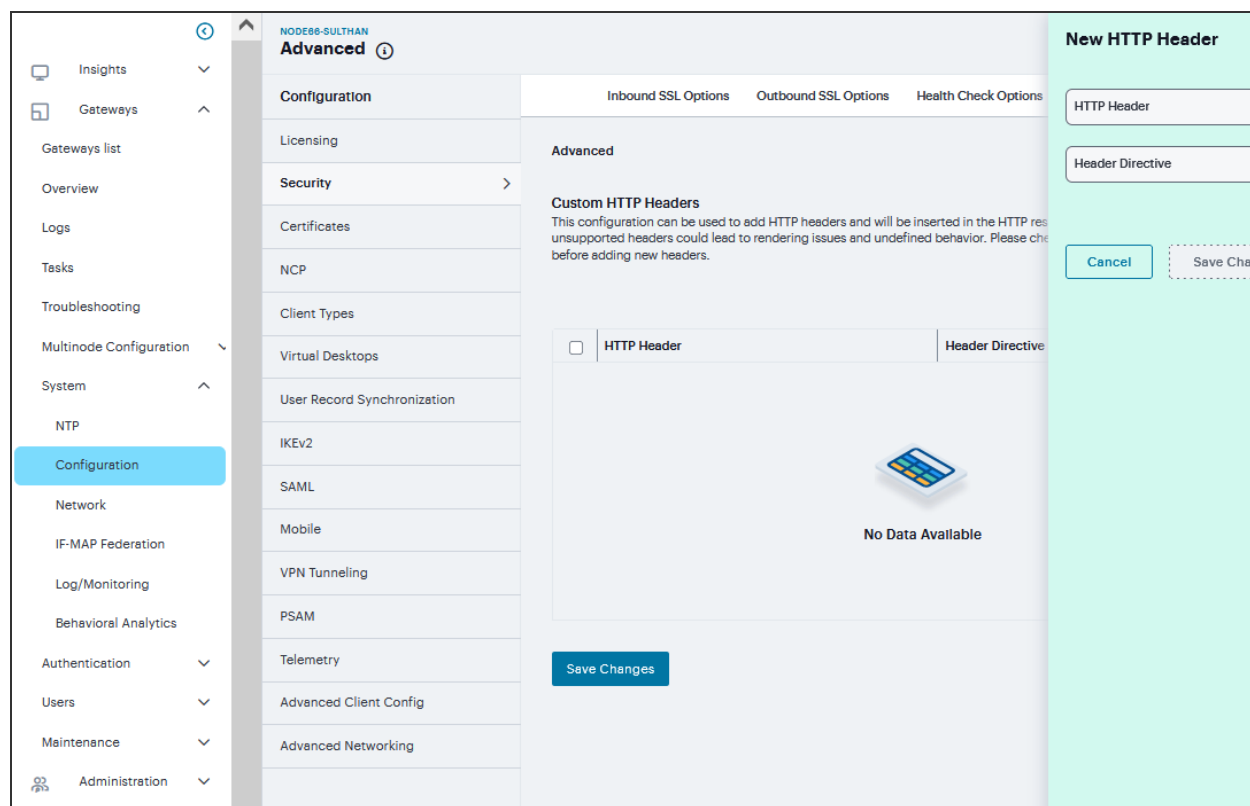 Insights
Gateways
Gateways list
Overview
Logs
Tasks
Troubleshooting
Multinode Configuration
System
NTP
Configuration
Network
IF-MAP Federation
Log/Monitoring
Behavioral Analytics
Authentication
Users
Maintenance
Administration
NODE66-SULTHAN
Advanced
Configuration
Licensing
Security
Certificates
NCP
Client Types
Virtual Desktops
User Record Synchronization
IKEv2
SAML
Mobile
VPN Tunneling
PSAM
Telemetry
Advanced Client Config
Advanced Networking
Inbound SSL Options Outbound SSL Options Health Check Options
Advanced
Custom HTTP Headers
This configuration can be used to add HTTP headers and will be inserted in the HTTP res
unsupported headers could lead to rendering issues and undefined behavior. Please che
before adding new headers.
HTTP Header Header Directive
No Data Available
Save Changes
New HTTP Header
HTTP Header
Header Directive
Cancel Save Cha